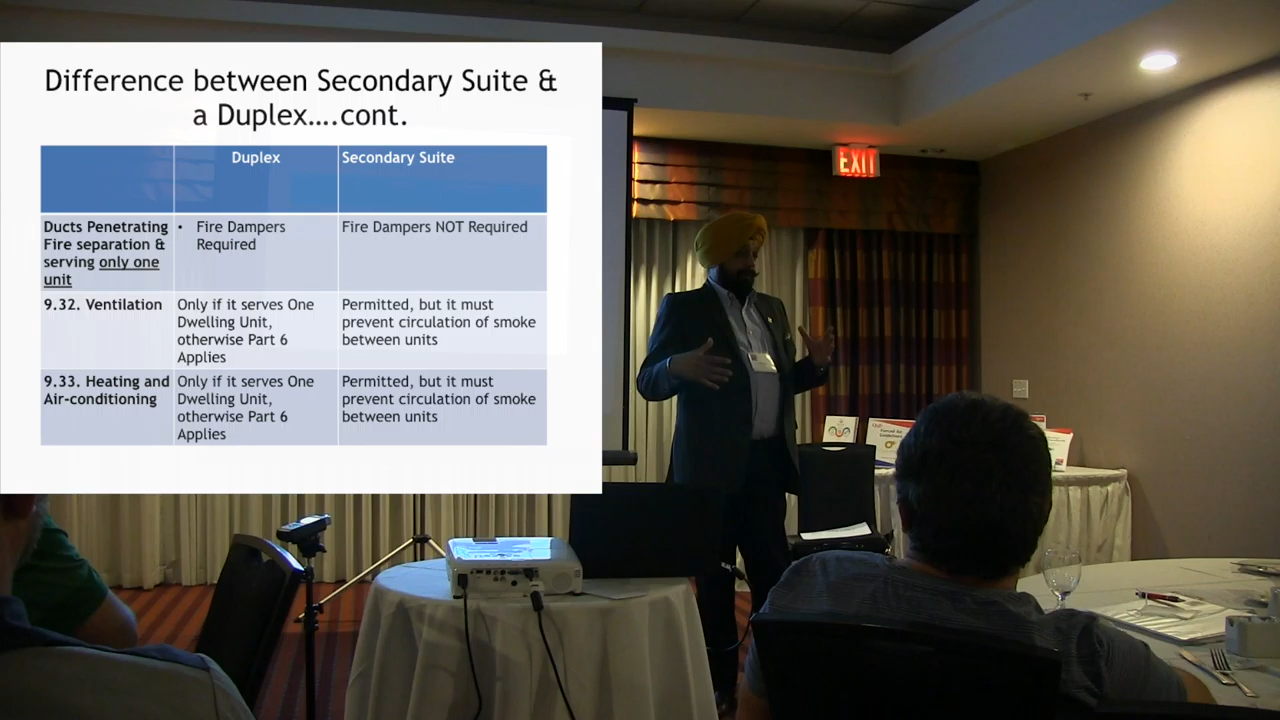 Difference between Secondary Suite &
a Duplex....cont.
Duplex
Secondary Suite
Ducts Penetrating
Fire separation &
serving only one
unit
• Fire Dampers
Required
Fire Dampers NOT Required
9.32. Ventilation
Only if it serves One
Dwelling Unit,
otherwise Part 6
Applies
Permitted, but it must
prevent circulation of smoke
between units
9.33. Heating and
Air-conditioning
Only if it serves One
Dwelling Unit,
otherwise Part 6
Applies
Permitted, but it must
prevent circulation of smoke
between units
EXIT